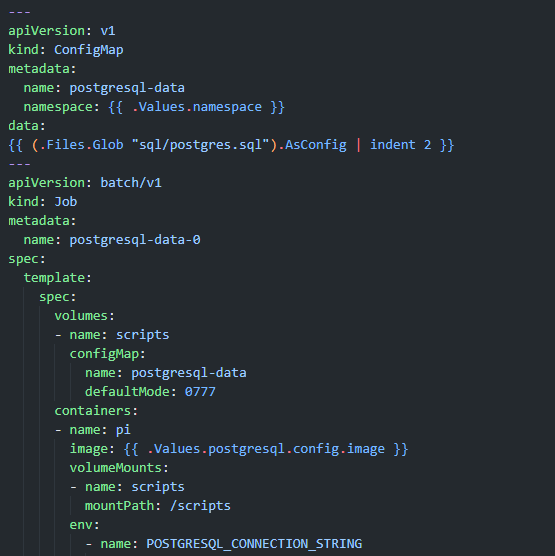 ---
apiVersion: v1
kind: ConfigMap
metadata:
  name: postgresql-data
  namespace: {{ .Values.namespace }}
data:
{{ (.Files.Glob "sql/postgres.sql").AsConfig | indent 2 }}
---
apiVersion: batch/v1
kind: Job
metadata:
  name: postgresql-data-0
spec:
  template:
    spec:
      volumes:
      - name: scripts
        configMap:
          name: postgresql-data
          defaultMode: 0777
      containers:
      - name: pi
        image: {{ .Values.postgresql.config.image }}
        volumeMounts:
        - name: scripts
          mountPath: /scripts
        env:
          - name: POSTGRESQL_CONNECTION_STRING